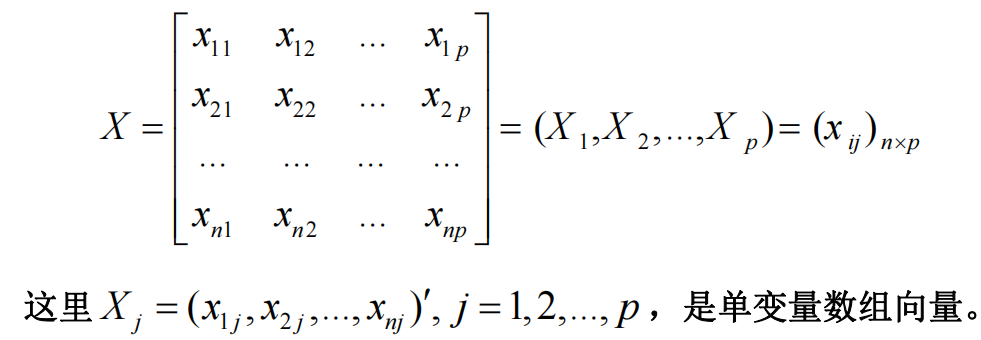 x11 x12 ... x1p
x21 x22 ... x2p
X = [ ] = (X1, X2, ..., Xp) = (xij)n×p
... ... ... ...
xn1 xn2 ... xnp
这里 Xj = (x1j, x2j, ..., xnj)′, j = 1, 2, ..., p，是单变量数组向量。